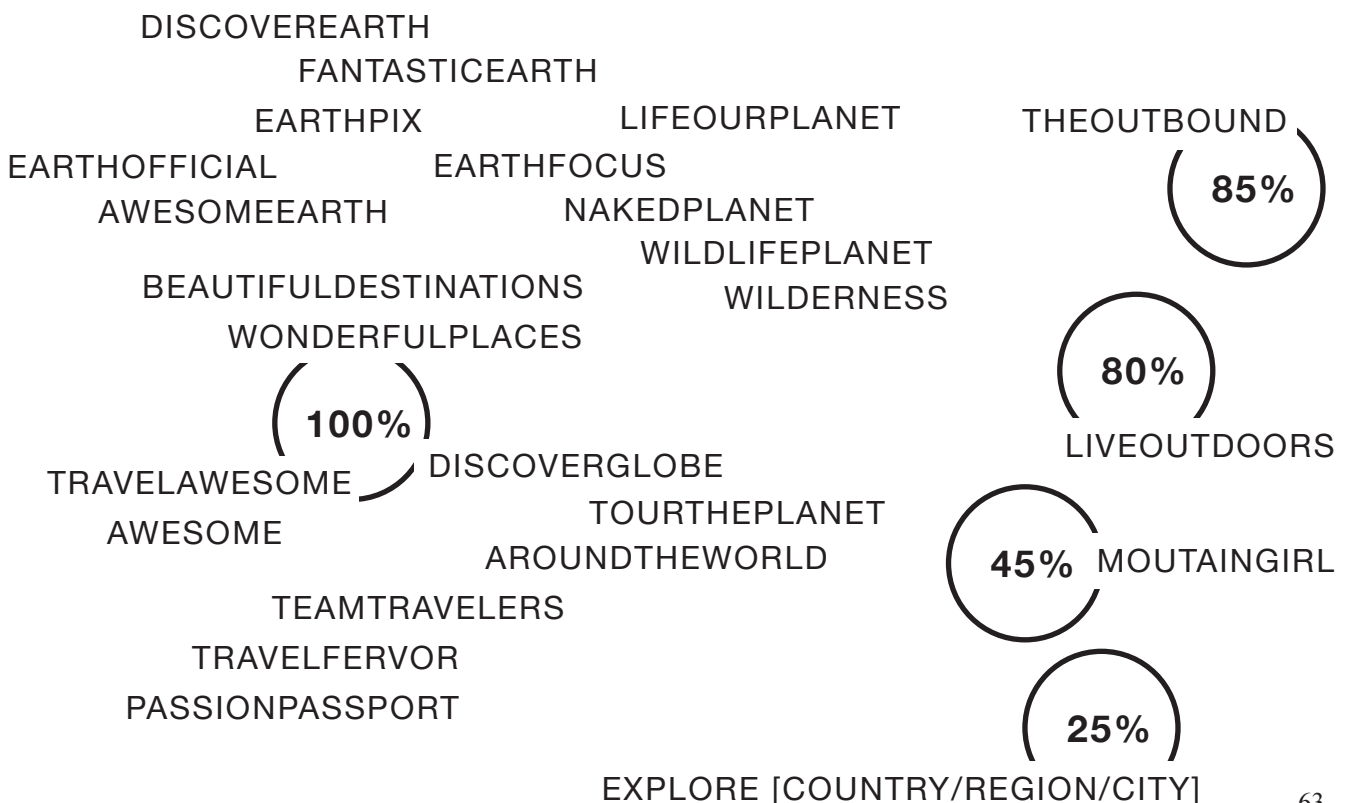 DISCOVEREARTH
FANTASTICEARTH
EARTHPIX
LIFEOURPLANET
THEOUTBOUND
EARTHOFFICIAL
EARTHFOCUS
85%
AWESOMEEARTH
NAKEDPLANET
WILDLIFEPLANET
BEAUTIFULDESTINATIONS
WILDERNESS
WONDERFULPLACES
80%
100%
LIVEOUTDOORS
TRAVELAWESOME
DISCOVERGLOBE
AWESOME
TOURTHEPLANET
AROUNDTHEWORLD
45%
MOUTAINGIRL
TEAMTRAVELERS
TRAVELFERVOR
PASSIONPASSPORT
25%
EXPLORE [COUNTRY/REGION/CITY]
63